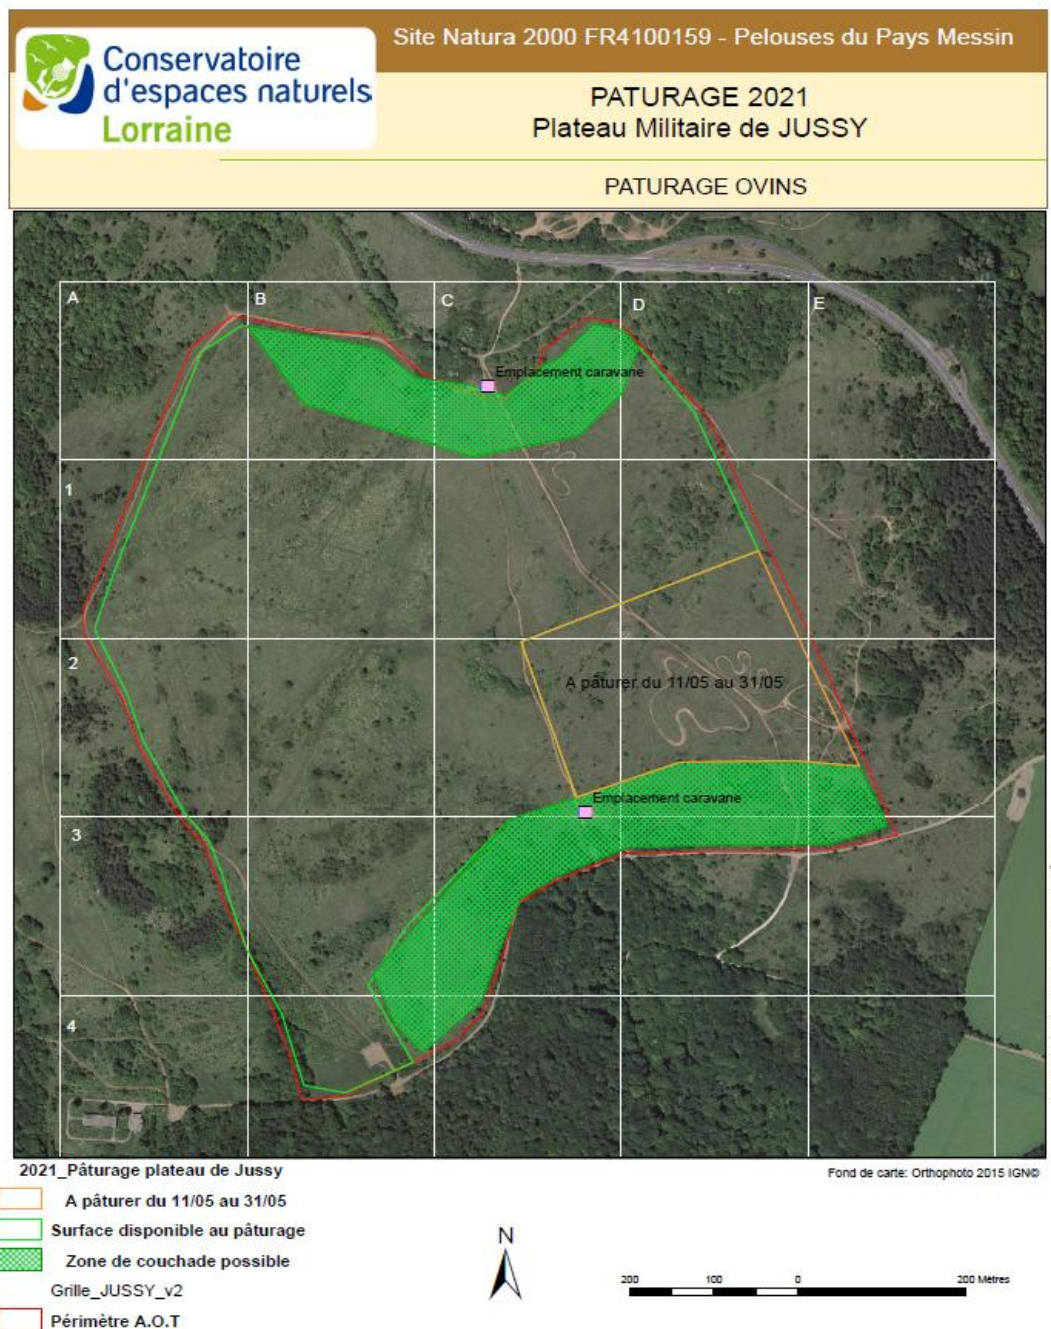 Site Natura 2000 FR4100159 - Pelouses du Pays Messin
Conservatoire
d'espaces naturels
Lorraine
PATURAGE 2021
Plateau Militaire de JUSSY
PATURAGE OVINS
A
B
C
D
E
Emplacement caravane
1
2
A pâturer du 11/05 au 31/05
Emplacement caravane
3
4
2021_Pâturage plateau de Jussy
Fond de carte: Orthophoto 2015 IGN©
A pâturer du 11/05 au 31/05
Surface disponible au pâturage
Zone de couchade possible
Grille_JUSSY_v2
Périmètre A.O.T
N
200 100 0 200 Mètres